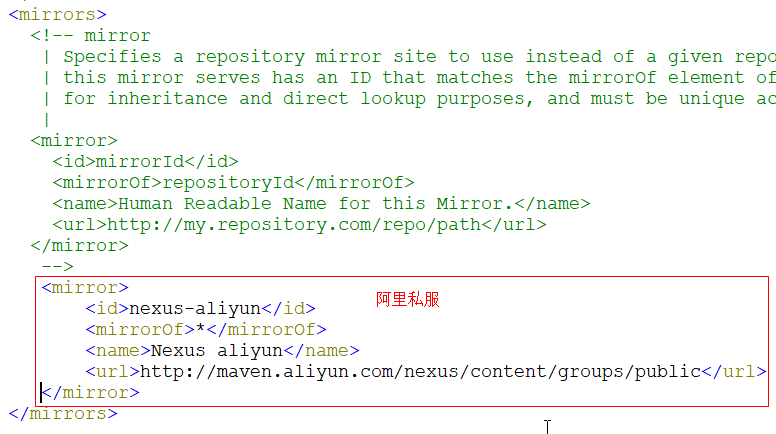 <mirrors>
<!-- mirror
| Specifies a repository mirror site to use instead of a given repo
| this mirror serves has an ID that matches the mirrorOf element of
| for inheritance and direct lookup purposes, and must be unique ac
|
<mirror>
<id>mirrorId</id>
<mirrorOf>repositoryId</mirrorOf>
<name>Human Readable Name for this Mirror.</name>
<url>http://my.repository.com/repo/path</url>
</mirror>
-->
<mirror>
阿里私服
<id>nexus-aliyun</id>
<mirrorOf>*</mirrorOf>
<name>Nexus aliyun</name>
<url>http://maven.aliyun.com/nexus/content/groups/public</url>
</mirror>
</mirrors>